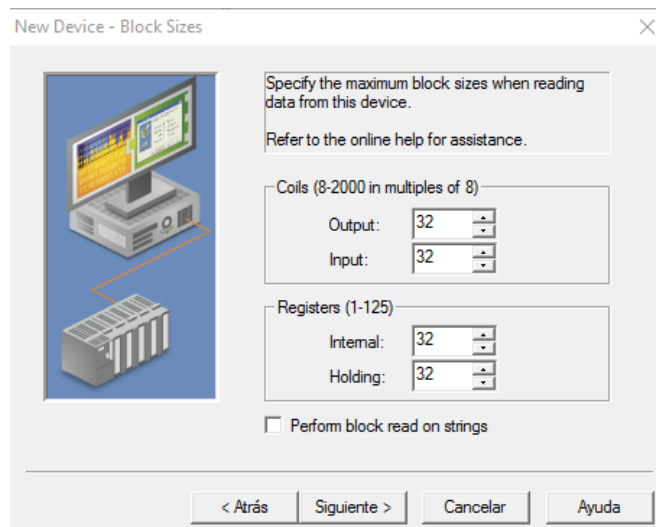 New Device - Block Sizes
Specify the maximum block sizes when reading
data from this device.
Refer to the online help for assistance.
Coils (8-2000 in multiples of 8)
Output: 32
Input: 32
Registers (1-125)
Internal: 32
Holding: 32
Perform block read on strings
< Atrás Siguiente > Cancelar Ayuda